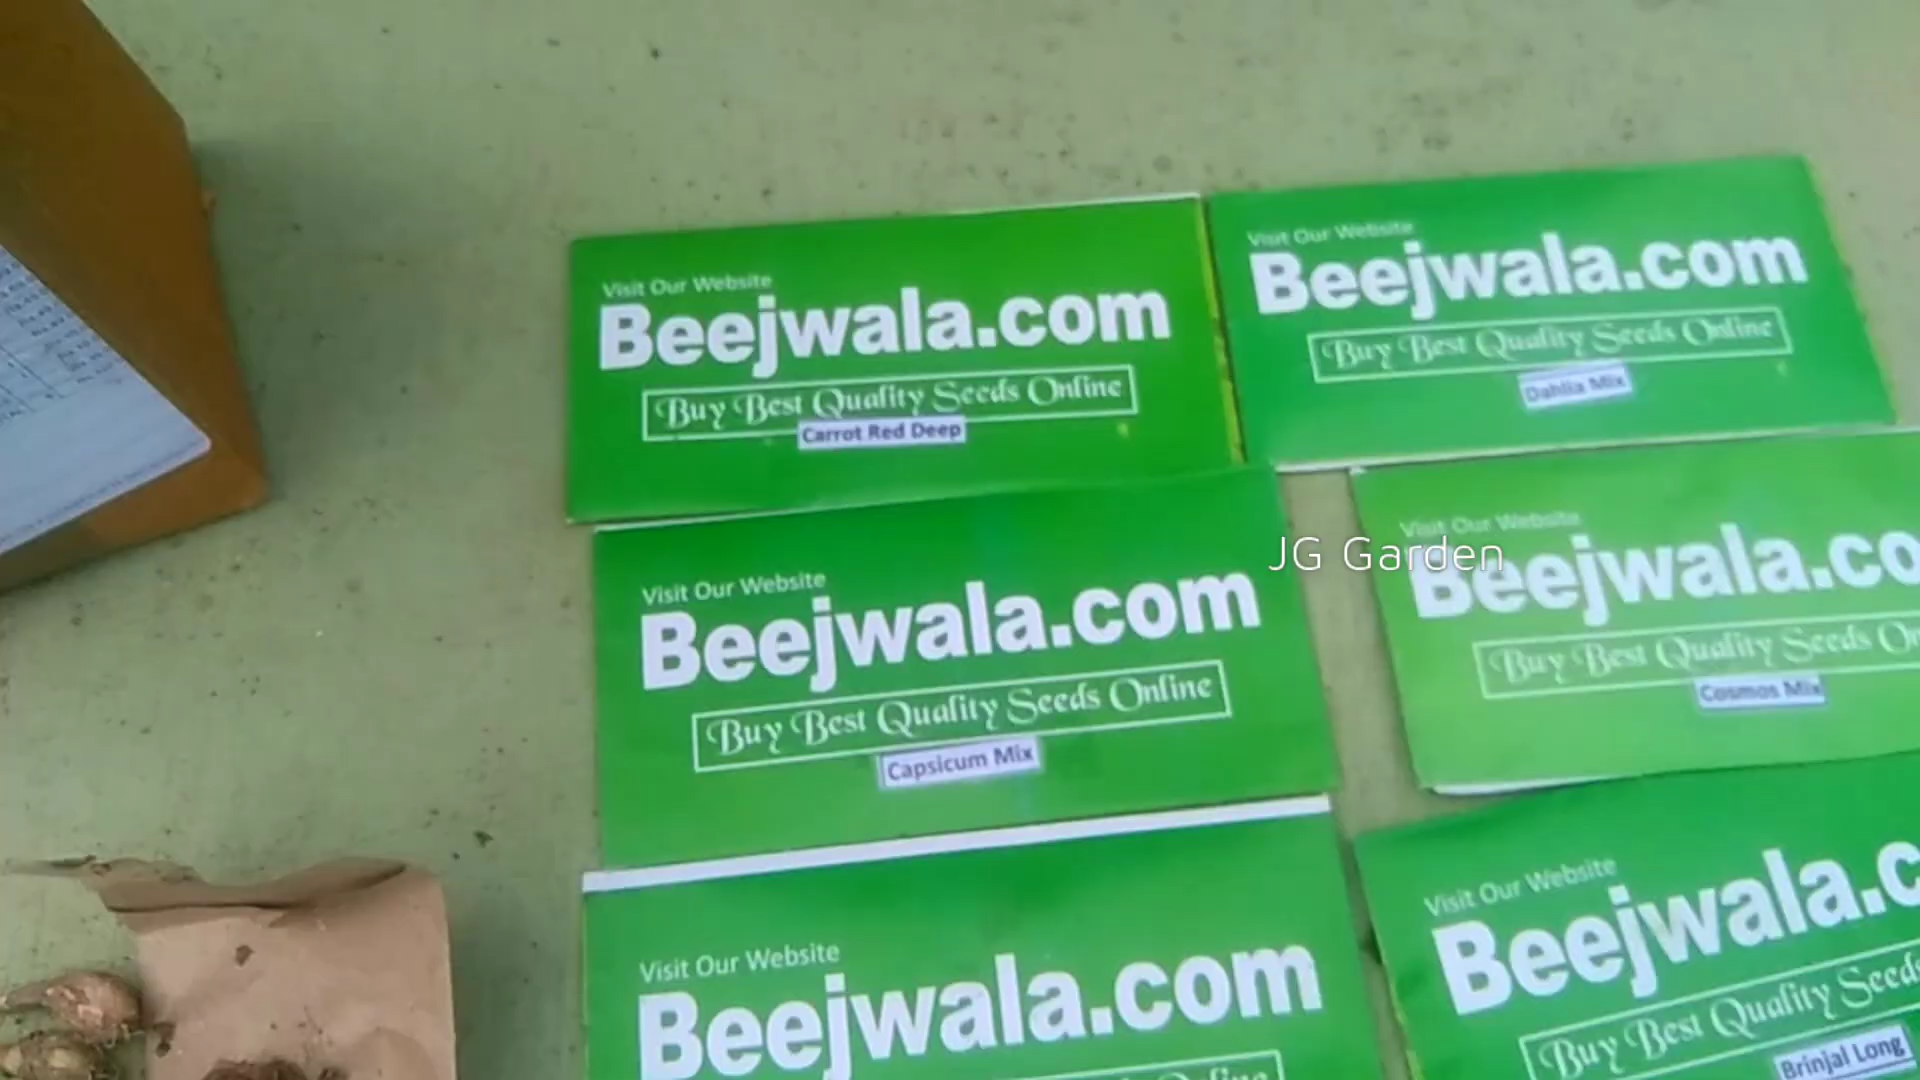 Visit Our Website
Beejwala.com
Buy Best Quality Seeds Online
Carrot Red Deep
Visit Our Website
Beejwala.com
Buy Best Quality Seeds Online
Dahlia Mix
Visit Our Website
Beejwala.com
Buy Best Quality Seeds Online
Capsicum Mix
JG Garden
Visit Our Website
Beejwala.co
Buy Best Quality Seeds
Cosmos Mix
Visit Our Website
Beejwala.com
Online
Visit Our Website
Beejwala.c
Buy Best Quality Seeds
Brinjal Long